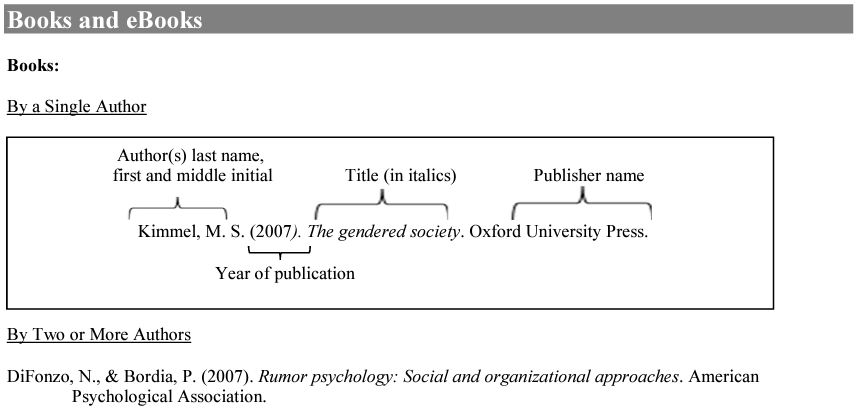 Books and eBooks
Books:
By a Single Author
Author(s) last name,
first and middle initial
Title (in italics)
Publisher name
Kimmel, M. S. (2007). The gendered society. Oxford University Press.
Year of publication
By Two or More Authors
DiFonzo, N., & Bordia, P. (2007). Rumor psychology: Social and organizational approaches. American
Psychological Association.